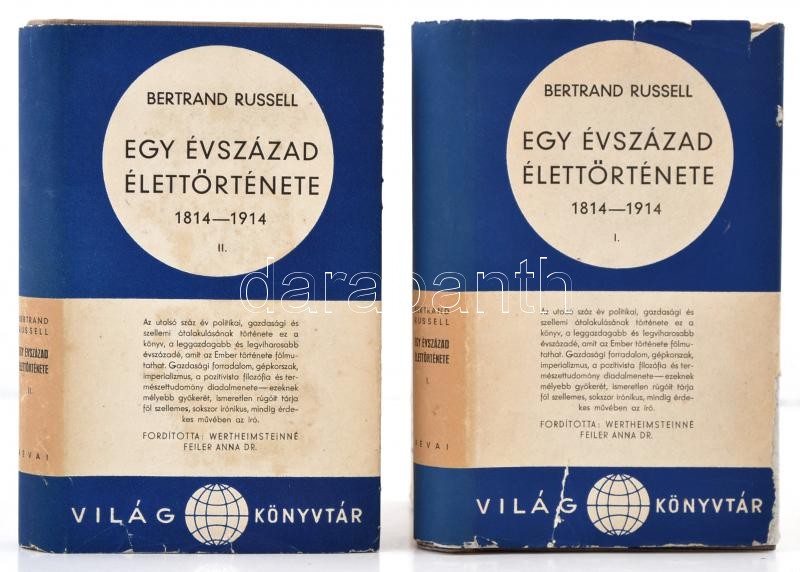 BERTRAND RUSSELL
EGY ÉVSZÁZAD
ÉLETTÖRTÉNETE
1814—1914
II.
BERTRAND
RUSSELL
EGY ÉVSZÁZAD
ÉLETTÖRTÉNETE
II.
RÉVAI
Az utolsó száz év politikai, gazdasági és
szellemi átalakulásának története ez a
könyv, a leggazdagabb és legviharosabb
évszázadé, amit az Ember története fölmu-
tathat. Gazdasági forradalom, gépkorszak,
imperializmus, a pozitivista filozófia és ter-
mészettudomány diadalmenete—ezeknek
mélyebb gyökerét, ismeretlen rúgóit tárja
föl szellemes, sokszor irónikus, mindig érde-
kes művében az író.
FORDÍTOTTA: WERTHEIMSTEINNÉ
FEILER ANNA DR.
VILÁG KÖNYVTÁR
BERTRAND RUSSELL
EGY ÉVSZÁZAD
ÉLETTÖRTÉNETE
1814—1914
I.
BERTRAND
RUSSELL
EGY ÉVSZÁZAD
ÉLETTÖRTÉNETE
I.
RÉVAI
Az utolsó száz év politikai, gazdasági és
szellemi átalakulásának története ez a
könyv, a leggazdagabb és legviharosabb
évszázadé, amit az Ember története fölmu-
tathat. Gazdasági forradalom, gépkorszak,
imperializmus, a pozitivista filozófia és ter-
mészettudomány diadalmenete—ezeknek
mélyebb gyökerét, ismeretlen rúgóit tárja
föl szellemes, sokszor irónikus, mindig érde-
kes művében az író.
FORDÍTOTTA: WERTHEIMSTEINNÉ
FEILER ANNA DR.
VILÁG KÖNYVTÁR
darabanth